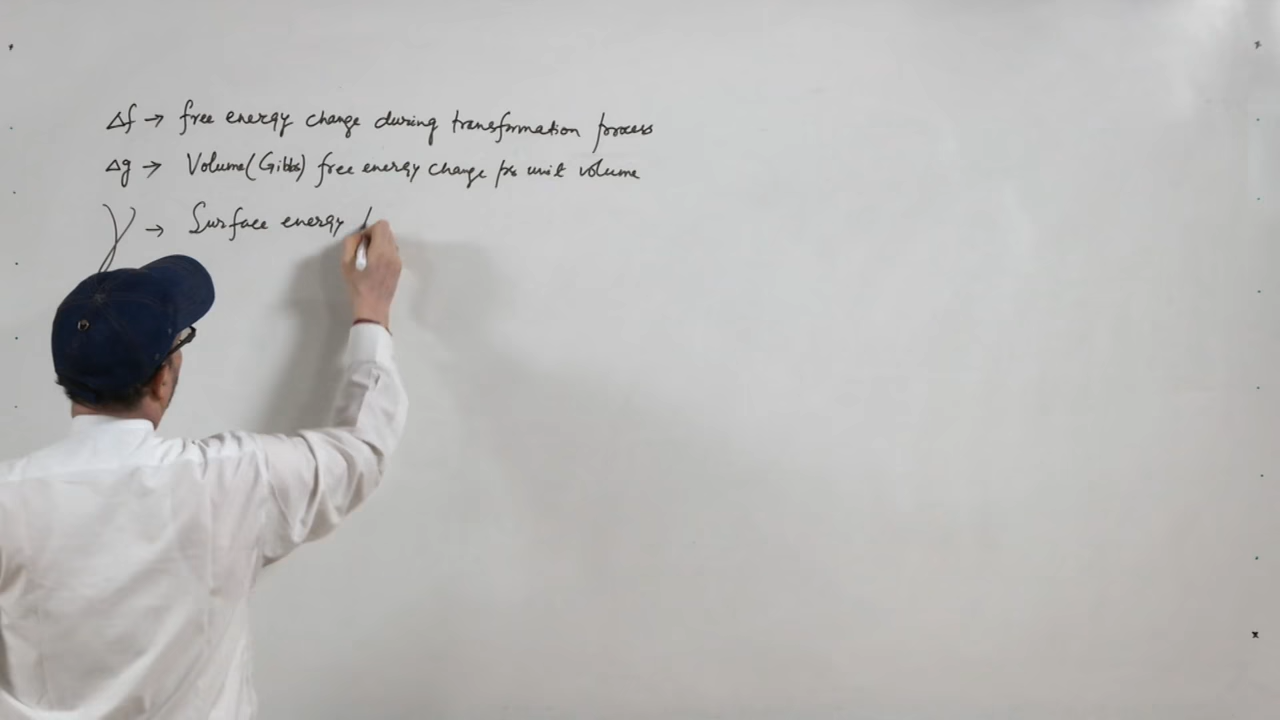 Δf → free energy change during transformation process
Δg → Volume (Gibbs) free energy change per unit volume
γ → Surface energy